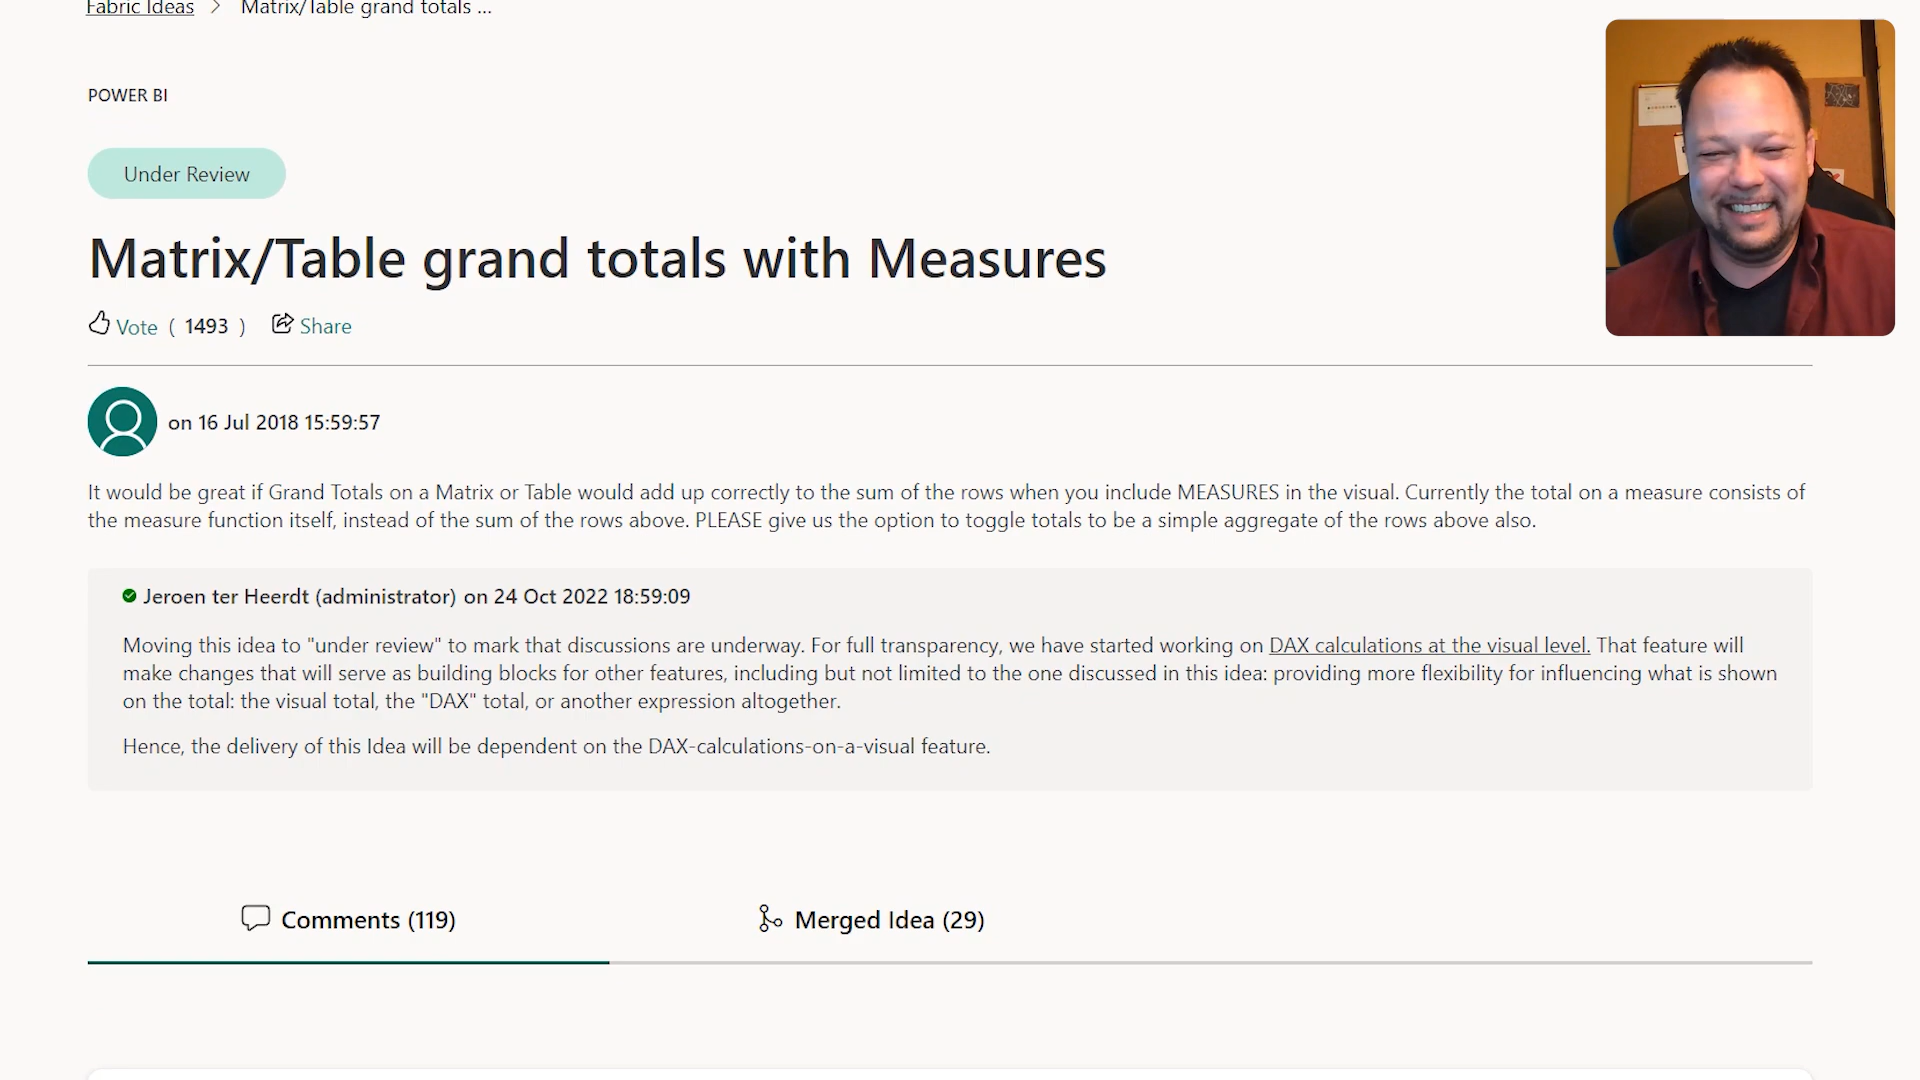 Fabric Ideas > Matrix/Table grand totals ...
POWER BI
Under Review
Matrix/Table grand totals with Measures
Vote ( 1493 ) Share
on 16 Jul 2018 15:59:57
It would be great if Grand Totals on a Matrix or Table would add up correctly to the sum of the rows when you include MEASURES in the visual. Currently the total on a measure consists of
the measure function itself, instead of the sum of the rows above. PLEASE give us the option to toggle totals to be a simple aggregate of the rows above also.
Jeroen ter Heerdt (administrator) on 24 Oct 2022 18:59:09
Moving this idea to "under review" to mark that discussions are underway. For full transparency, we have started working on DAX calculations at the visual level. That feature will
make changes that will serve as building blocks for other features, including but not limited to the one discussed in this idea: providing more flexibility for influencing what is shown
on the total: the visual total, the "DAX" total, or another expression altogether.
Hence, the delivery of this Idea will be dependent on the DAX-calculations-on-a-visual feature.
Comments (119) Merged Idea (29)